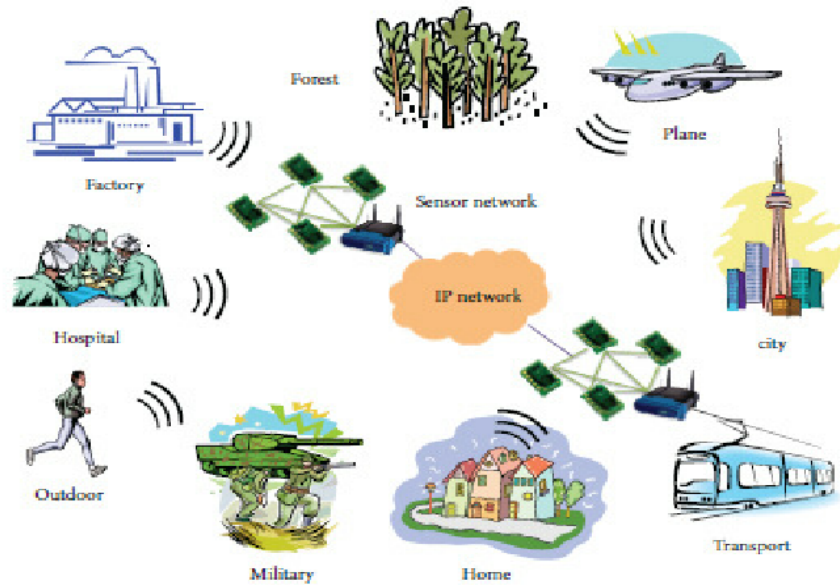 Forest
Plane
Factory
Sensor network
Hospital
IP network
city
Outdoor
Military
Home
Transport